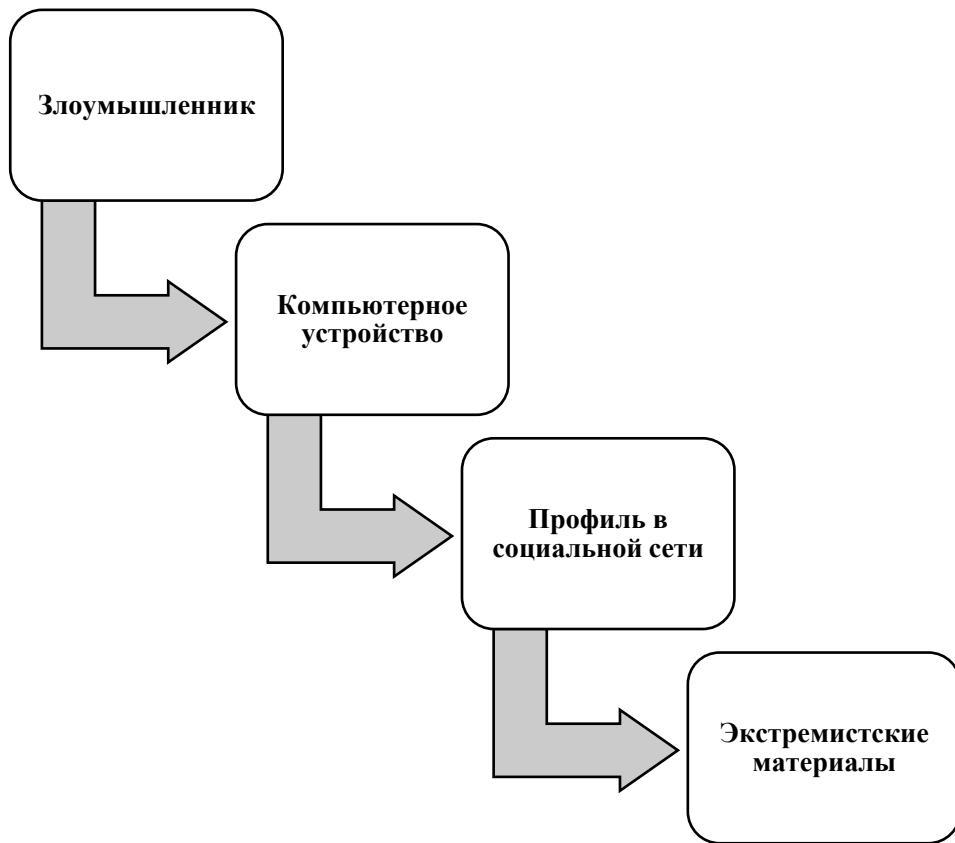 Злоумышленник
Компьютерное
устройство
Профиль в
социальной сети
Экстремистские
материалы